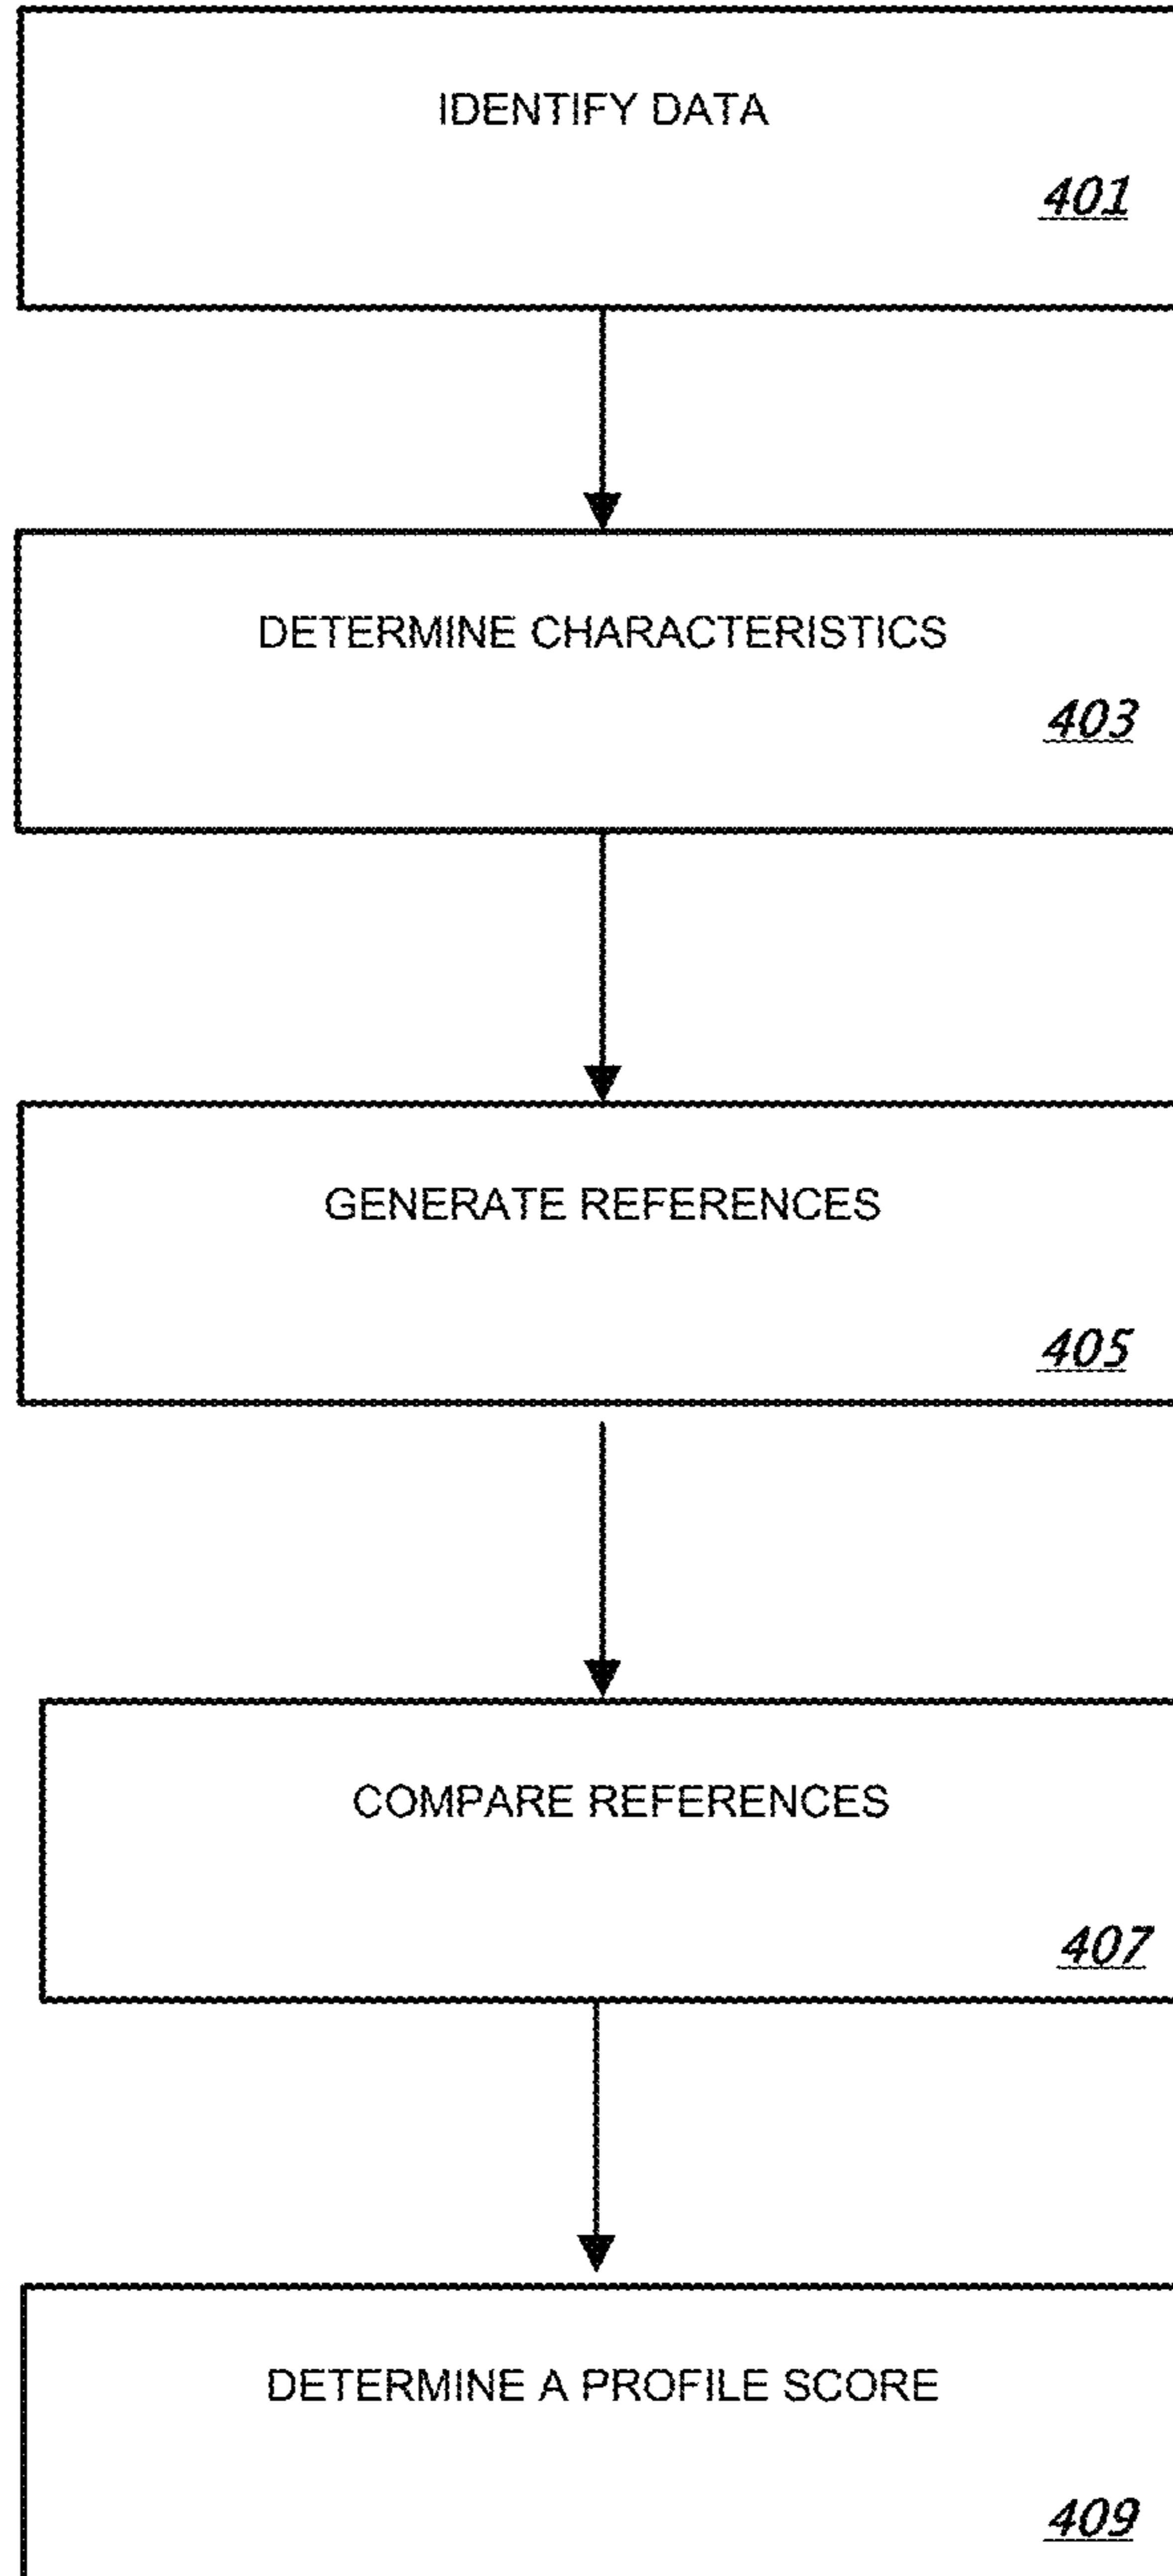 IDENTIFY DATA
401
DETERMINE CHARACTERISTICS
403
GENERATE REFERENCES
405
COMPARE REFERENCES
407
DETERMINE A PROFILE SCORE
409